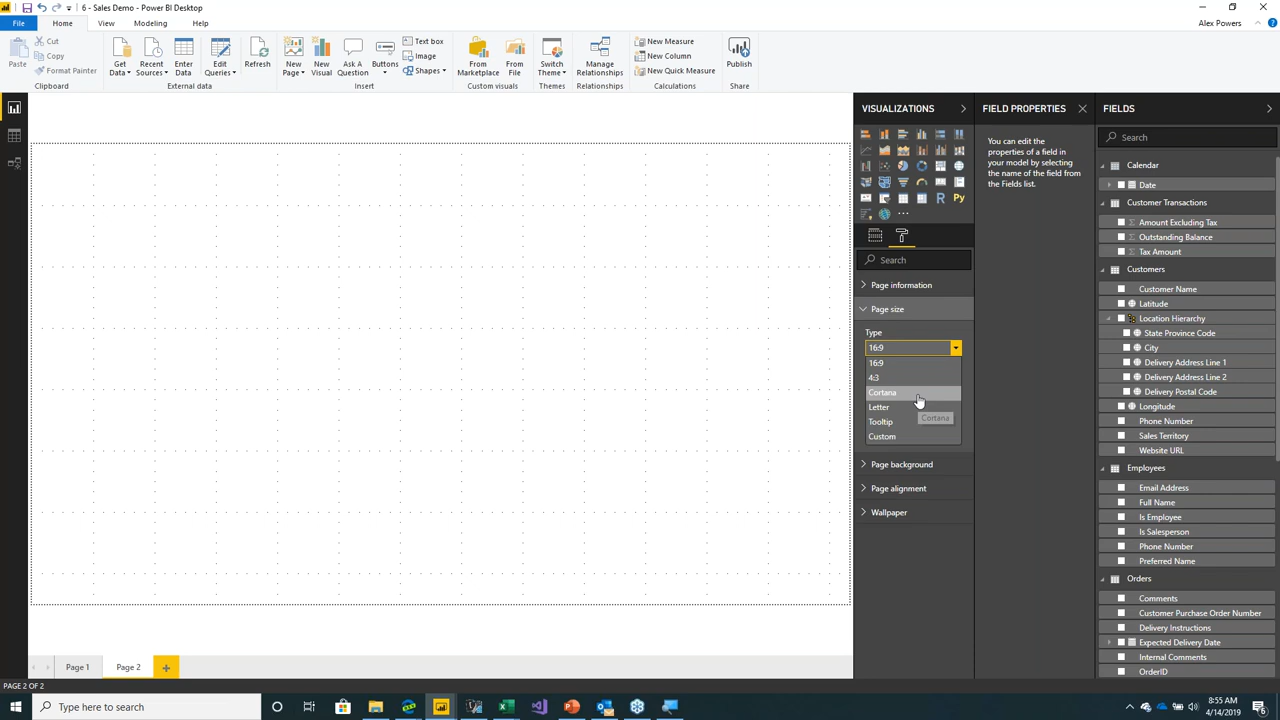 6 - Sales Demo - Power BI Desktop
File
Home
View
Modeling
Help
Alex Powers
Paste
Cut
Copy
Format Painter
Clipboard
Get Data
Recent Sources
Enter Data
Edit Queries
Refresh
External data
New Page
New Visual
Ask A Question
Buttons
Text box
Image
Shapes
Insert
From Marketplace
From File
Custom visuals
Switch Theme
Themes
Manage Relationships
Relationships
New Measure
New Column
New Quick Measure
Calculations
Publish
Share
VISUALIZATIONS
R
Py
Search
Page information
Page size
Type
16:9
16:9
4:3
Cortana
Letter
Cortana
Tooltip
Custom
Page background
Page alignment
Wallpaper
FIELD PROPERTIES
You can edit the
properties of a field in
your model by selecting
the name of the field from
the Fields list.
FIELDS
Search
Calendar
Date
Customer Transactions
Σ Amount Excluding Tax
Σ Outstanding Balance
Σ Tax Amount
Customers
Customer Name
Latitude
Location Hierarchy
State Province Code
City
Delivery Address Line 1
Delivery Address Line 2
Delivery Postal Code
Longitude
Phone Number
Sales Territory
Website URL
Employees
Email Address
Full Name
Is Employee
Is Salesperson
Phone Number
Preferred Name
Orders
Comments
Customer Purchase Order Number
Delivery Instructions
Expected Delivery Date
Internal Comments
OrderID
Page 1
Page 2
PAGE 2 OF 2
Type here to search
8:55 AM
4/14/2019